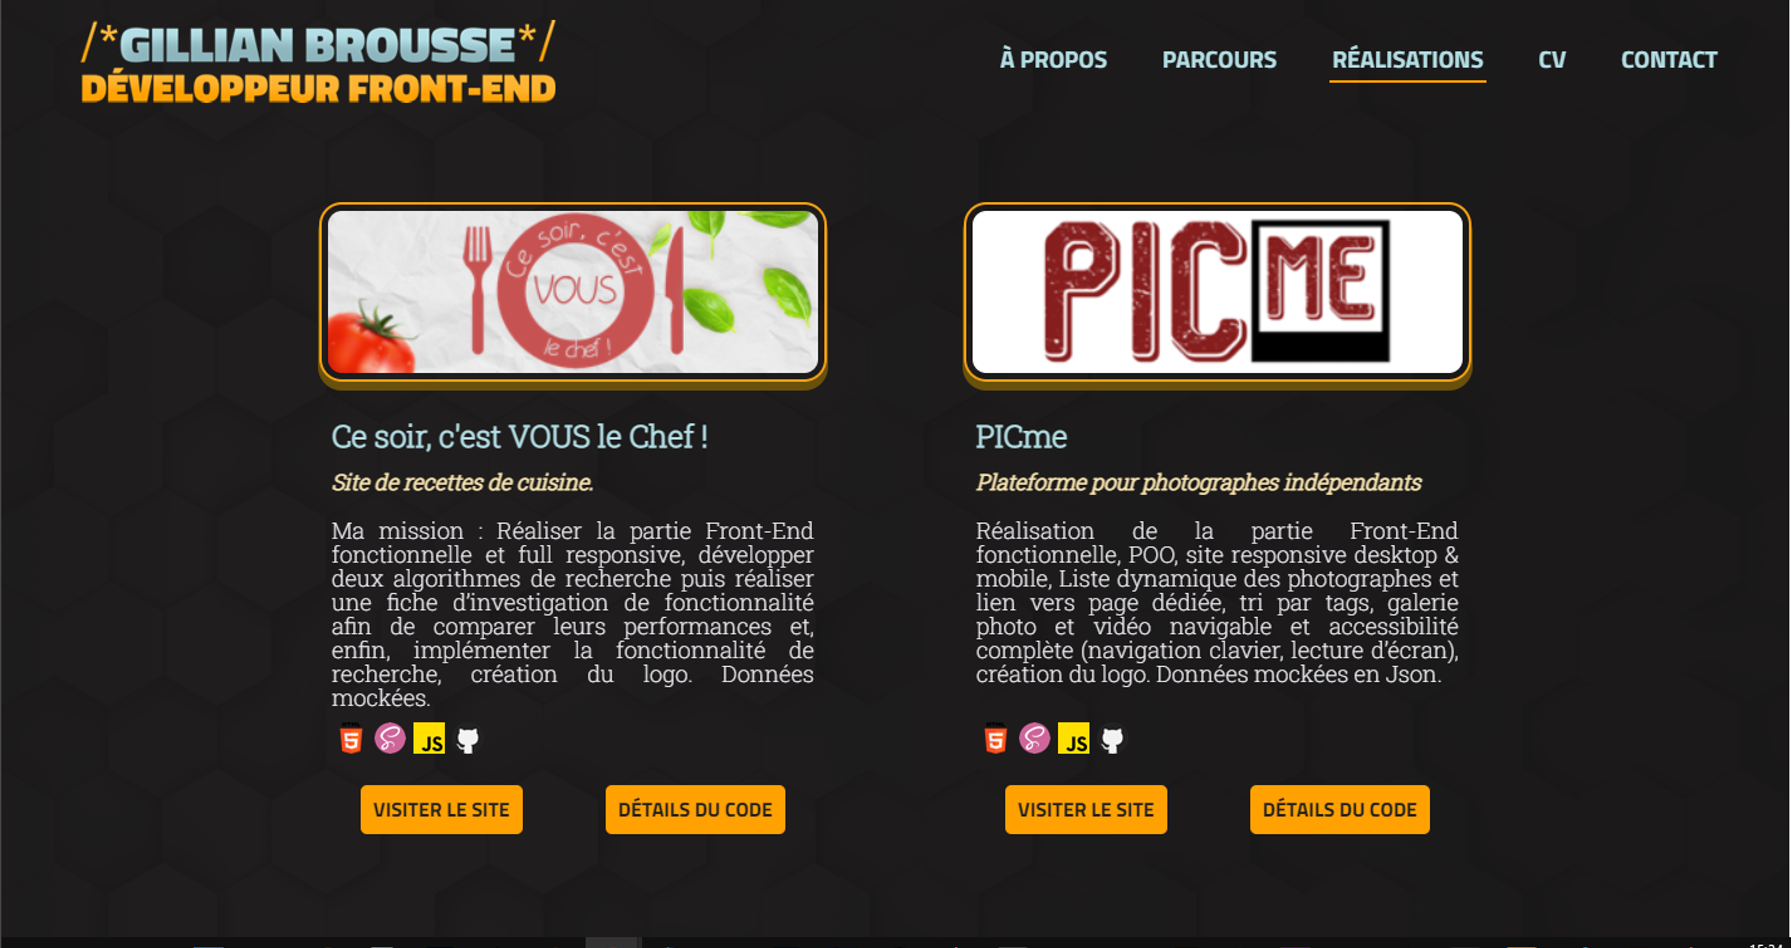 /*GILLIAN BROUSSE*/
DÉVELOPPEUR FRONT-END
À PROPOS
PARCOURS
RÉALISATIONS
CV
CONTACT
Ce soir, c'est
VOUS
le chef !
PIC ME
Ce soir, c'est VOUS le Chef !
Site de recettes de cuisine.
Ma mission : Réaliser la partie Front-End
fonctionnelle et full responsive, développer
deux algorithmes de recherche puis réaliser
une fiche d’investigation de fonctionnalité
afin de comparer leurs performances et,
enfin, implémenter la fonctionnalité de
recherche, création du logo. Données
mockées.
HTML
5
JS
VISITER LE SITE
DÉTAILS DU CODE
PICme
Plateforme pour photographes indépendants
Réalisation de la partie Front-End
fonctionnelle, POO, site responsive desktop &
mobile, Liste dynamique des photographes et
lien vers page dédiée, tri par tags, galerie
photo et vidéo navigable et accessibilité
complète (navigation clavier, lecture d’écran),
création du logo. Données mockées en Json.
HTML
5
JS
VISITER LE SITE
DÉTAILS DU CODE